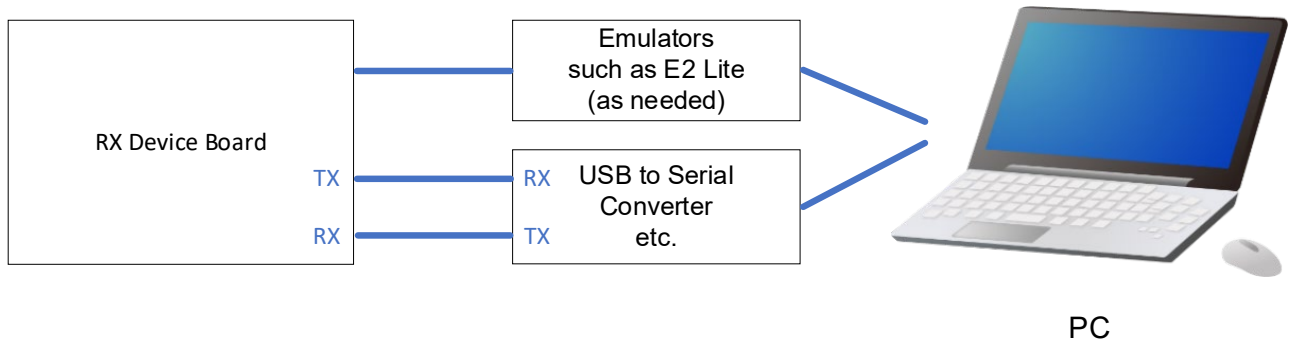 Emulators
such as E2 Lite
(as needed)
RX Device Board
TX
RX
RX
TX
USB to Serial
Converter
etc.
PC